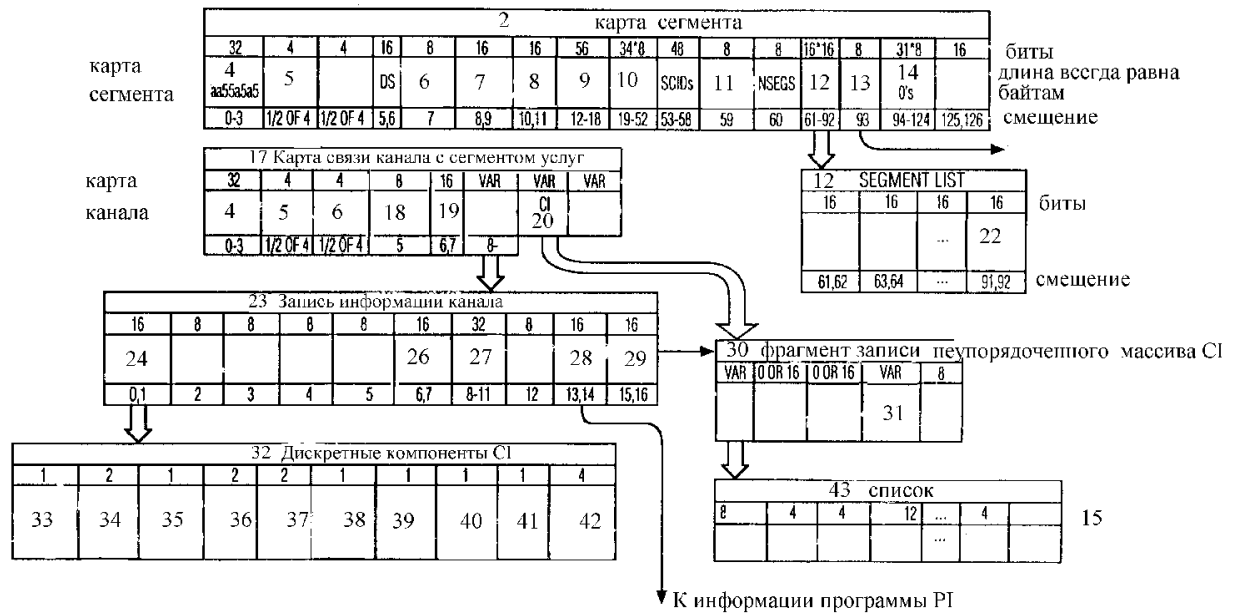 2 карта сегмента
32 4 4 16 8 16 16 56 34*8 48 8 8 16*16 8 31*8 16 биты
карта сегмента
4 aa55a5a5 5 DS 6 7 8 9 10 SCIDs 11 NSEGS 12 13 14 0's
длина всегда равна байтам
0-3 1/2 OF 4 1/2 OF 4 5,6 7 8,9 10,11 12-18 19-52 53-58 59 60 61-92 93 94-124 125,126 смещение
17 Карта связи канала с сегментом услуг
карта канала
32 4 4 8 16 VAR VAR VAR
4 5 6 18 19 CI 20
0-3 1/2 OF 4 1/2 OF 4 5 6,7 8-
12 SEGMENT LIST
16 16 16 16 биты
... 22
61,62 63,64 ... 91,92 смещение
23 Запись информации канала
16 8 8 8 8 16 32 8 16 16
24 26 27 28 29
0,1 2 3 4 5 6,7 8-11 12 13,14 15,16
30 фрагмент записи неупорядоченного массива CI
VAR 0 OR 16 0 OR 16 VAR 8
31
32 Дискретные компоненты CI
1 2 1 2 2 1 1 1 1 4
33 34 35 36 37 38 39 40 41 42
43 список
8 4 4 12 ... 4
...
15
К информации программы PI